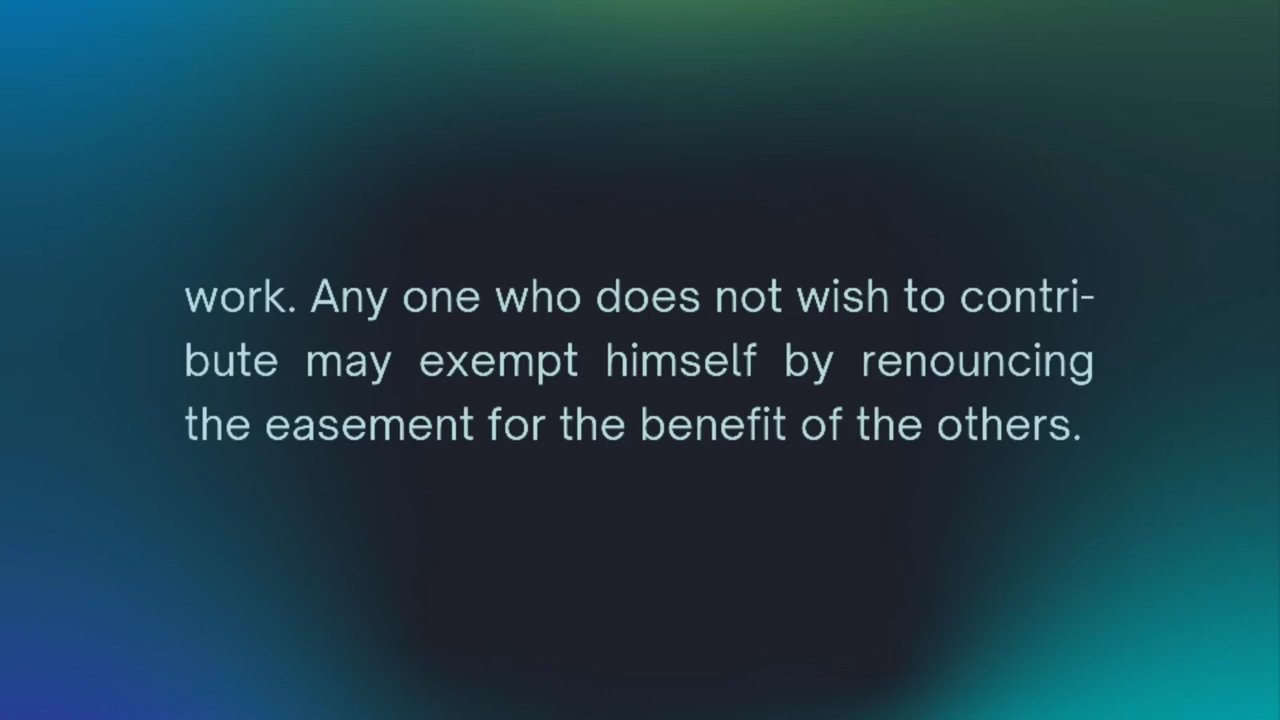 work. Any one who does not wish to contri-
bute may exempt himself by renouncing
the easement for the benefit of the others.